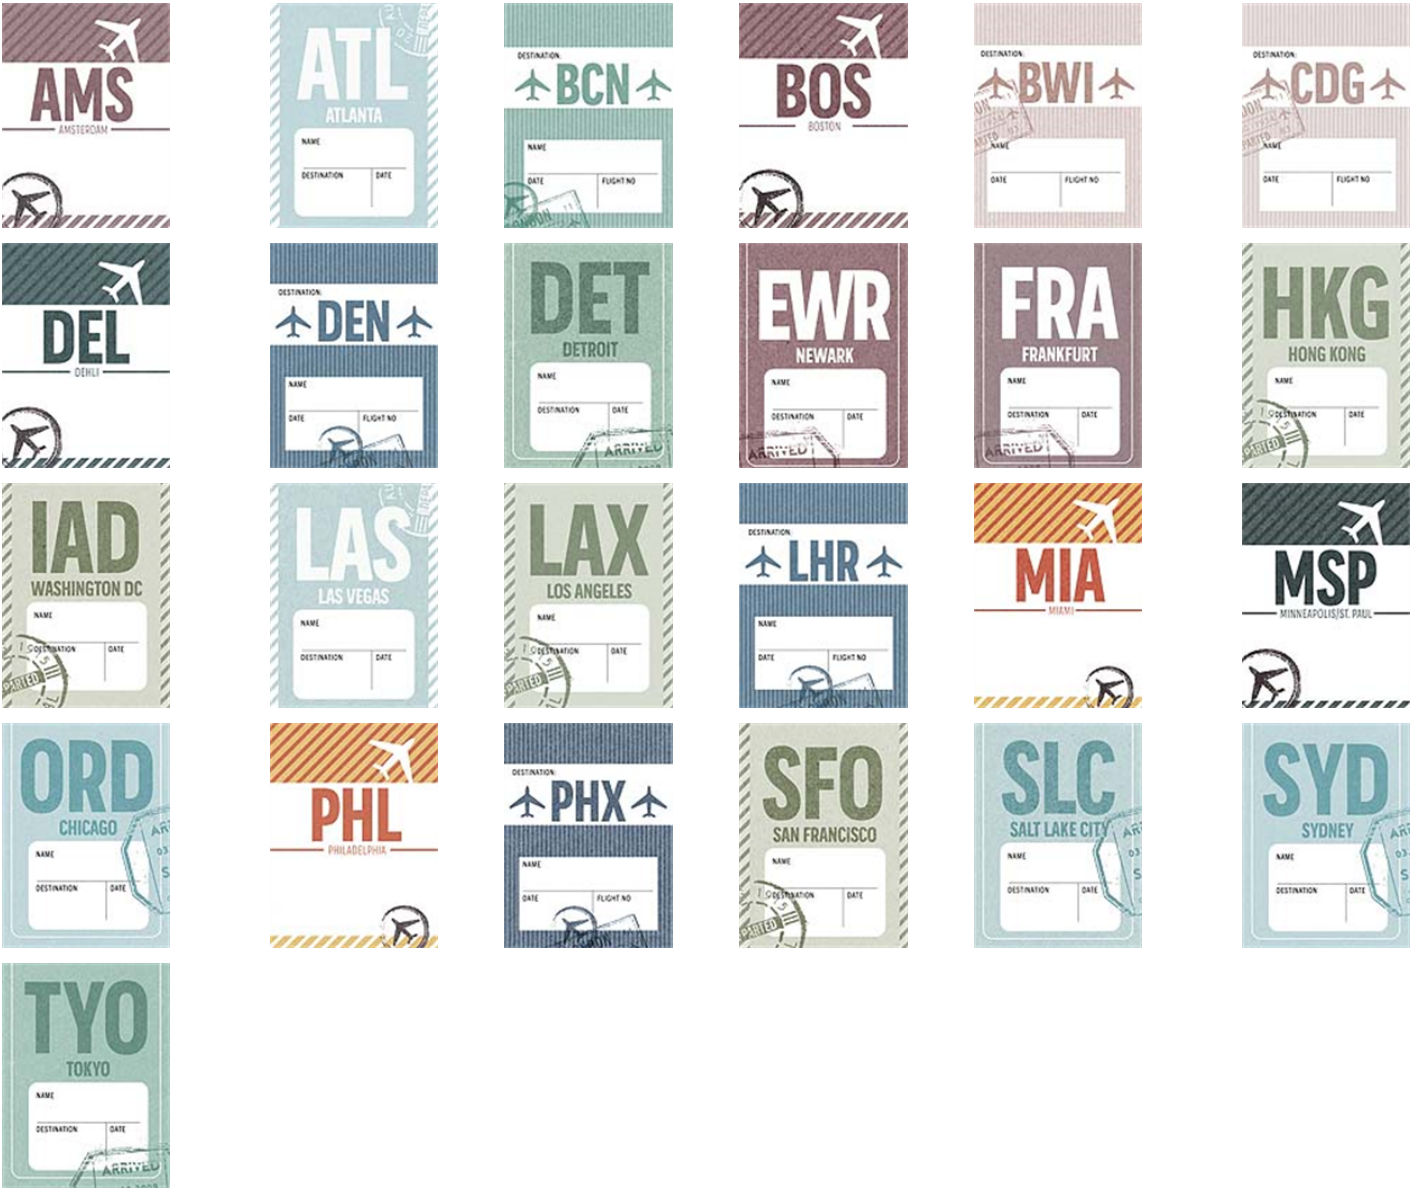 AMS
AMSTERDAM
ATL
ATLANTA
NAME
DESTINATION
DATE
DESTINATION:
BCN
NAME
DATE
FLIGHT NO
BOS
BOSTON
DESTINATION:
BWI
NAME
DATE
FLIGHT NO
DESTINATION:
CDG
NAME
DATE
FLIGHT NO
DEL
DEHLI
DESTINATION:
DEN
NAME
DATE
FLIGHT NO
DET
DETROIT
NAME
DESTINATION
DATE
ARRIVED
EWR
NEWARK
NAME
DESTINATION
DATE
ARRIVED
FRA
FRANKFURT
NAME
DESTINATION
DATE
ARRIVED
HKG
HONG KONG
NAME
DESTINATION
DATE
PARTED
IAD
WASHINGTON DC
NAME
DESTINATION
DATE
PARTED
LAS
LAS VEGAS
NAME
DESTINATION
DATE
LAX
LOS ANGELES
NAME
DESTINATION
DATE
PARTED
DESTINATION:
LHR
NAME
DATE
FLIGHT NO
MIA
MIAMI
MSP
MINNEAPOLIS/ST. PAUL
ORD
CHICAGO
NAME
DESTINATION
DATE
PHL
PHILADELPHIA
DESTINATION:
PHX
NAME
DATE
FLIGHT NO
SFO
SAN FRANCISCO
NAME
DESTINATION
DATE
PARTED
SLC
SALT LAKE CITY
NAME
DESTINATION
DATE
SYD
SYDNEY
NAME
DESTINATION
DATE
TYO
TOKYO
NAME
DESTINATION
DATE
ARRIVED